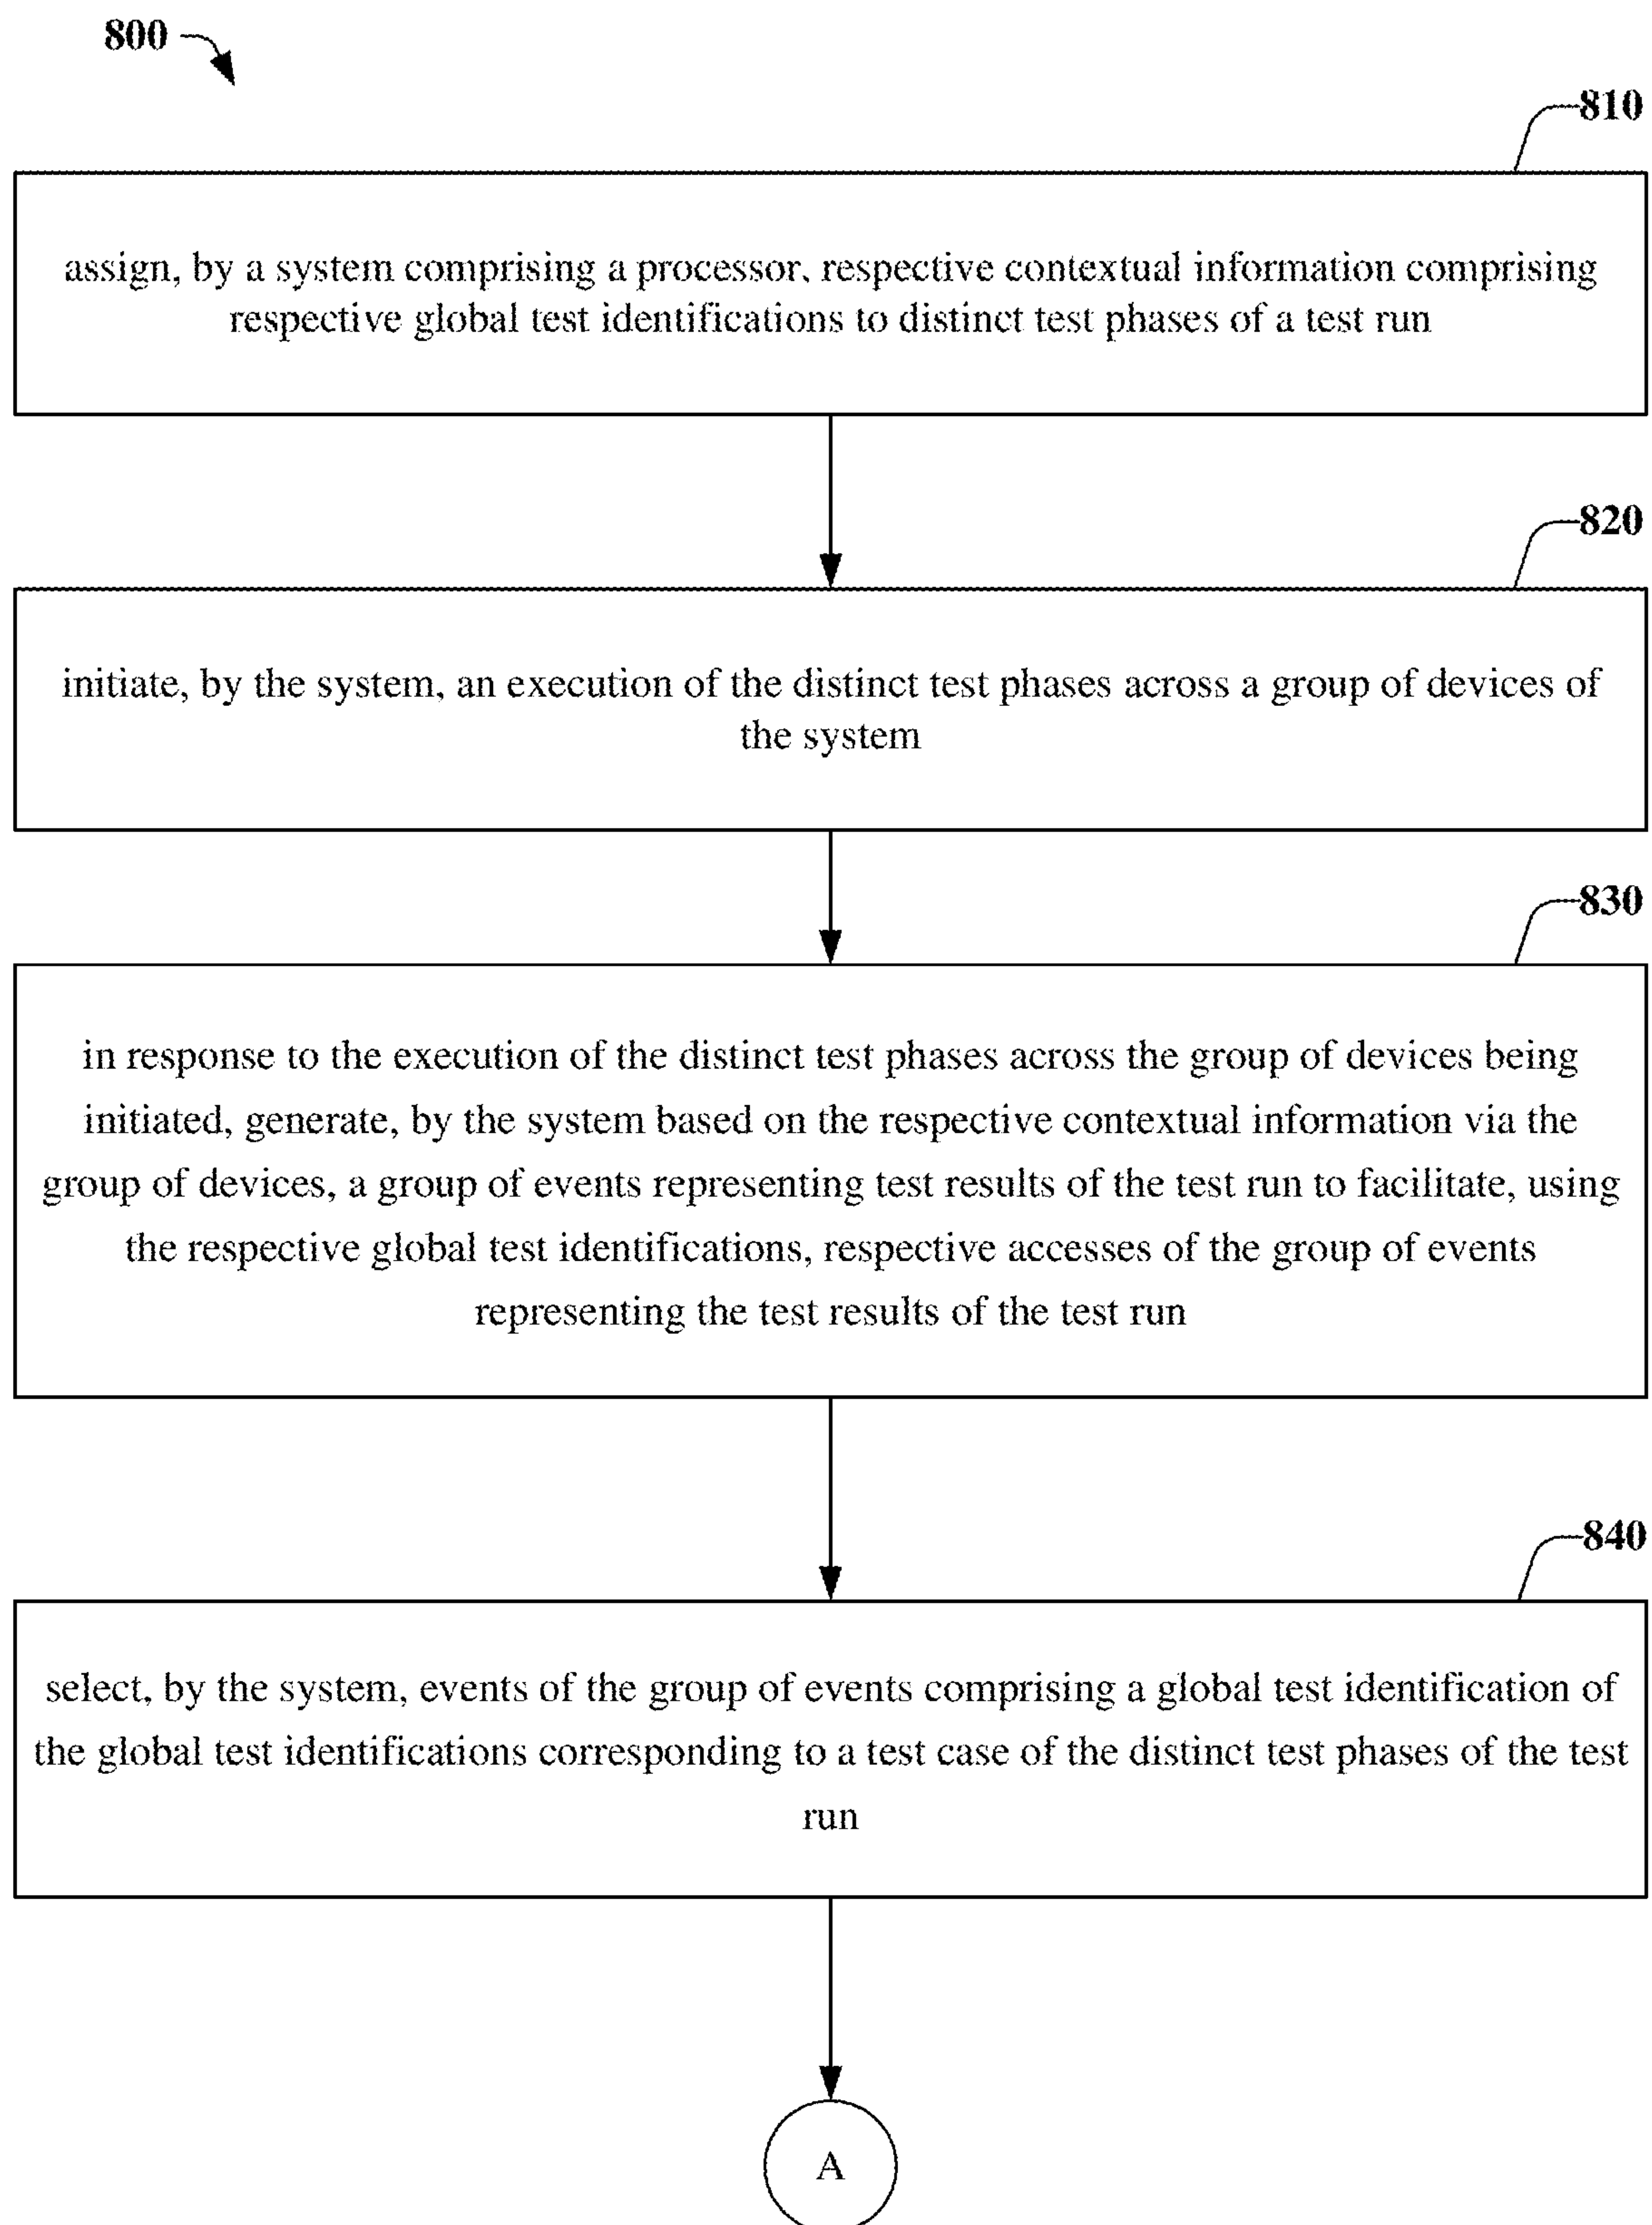 800
810
assign, by a system comprising a processor, respective contextual information comprising
respective global test identifications to distinct test phases of a test run
820
initiate, by the system, an execution of the distinct test phases across a group of devices of
the system
830
in response to the execution of the distinct test phases across the group of devices being
initiated, generate, by the system based on the respective contextual information via the
group of devices, a group of events representing test results of the test run to facilitate, using
the respective global test identifications, respective accesses of the group of events
representing the test results of the test run
840
select, by the system, events of the group of events comprising a global test identification of
the global test identifications corresponding to a test case of the distinct test phases of the test
run
A